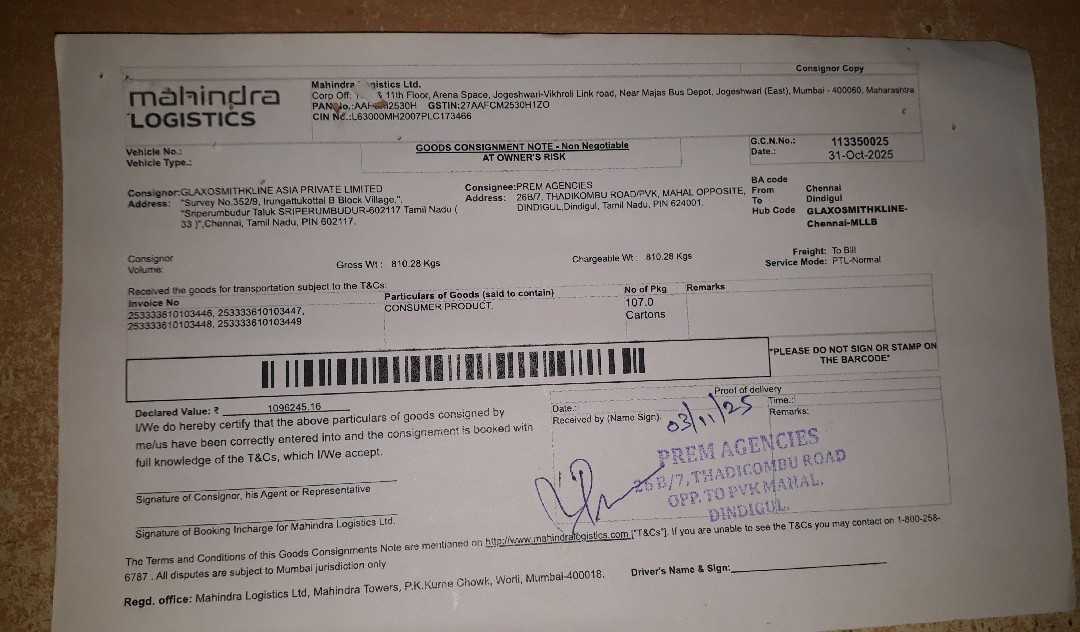 Consignor Copy
mahindra
LOGISTICS
Mahindra Logistics Ltd.
Corp Off: & 11th Floor, Arena Space, Jogeshwari-Vikhroli Link road, Near Majas Bus Depot, Jogeshwari (East), Mumbai - 400060, Maharashtra
PAN No.:AAFCM2530H GSTIN:27AAFCM2530H1ZO
CIN No.:L63000MH2007PLC173466
Vehicle No.:
Vehicle Type.:
GOODS CONSIGNMENT NOTE - Non Negotiable
AT OWNER'S RISK
G.C.N.No.: 113350025
Date.: 31-Oct-2025
Consignor:GLAXOSMITHKLINE ASIA PRIVATE LIMITED
Address: "Survey No.352/9, Irungattukottai B Block Village,",
"Sriperumbudur Taluk SRIPERUMBUDUR-602117 Tamil Nadu (
33 )",Chennai, Tamil Nadu, PIN 602117.
Consignee:PREM AGENCIES
Address: 26B/7, THADIKOMBU ROAD/PVK, MAHAL OPPOSITE,
DINDIGUL,Dindigul, Tamil Nadu, PIN 624001.
BA code
From Chennai
To Dindigul
Hub Code GLAXOSMITHKLINE-
Chennai-MLLB
Consignor
Volume:
Gross Wt : 810.28 Kgs
Chargeable Wt : 810.28 Kgs
Freight: To Bill
Service Mode: PTL-Normal
Received the goods for transportation subject to the T&Cs:
Invoice No
253333610103446, 253333610103447,
253333610103448, 253333610103449
Particulars of Goods (said to contain)
CONSUMER PRODUCT.
No of Pkg
107.0
Cartons
Remarks
"PLEASE DO NOT SIGN OR STAMP ON
THE BARCODE"
Declared Value: ₹ 1096245.16
I/We do hereby certify that the above particulars of goods consigned by
me/us have been correctly entered into and the consignement is booked with
full knowledge of the T&Cs, which I/We accept.
Proof of delivery
Date.:
Time.:
Received by (Name Sign).
Remarks:
03/11/25
PREM AGENCIES
26 B/7, THADICOMBU ROAD
OPP. TO PVK MAHAL,
DINDIGUL.
Signature of Consignor, his Agent or Representative
Signature of Booking Incharge for Mahindra Logistics Ltd.
The Terms and Conditions of this Goods Consignments Note are mentioned on http://www.mahindralogistics.com ["T&Cs"]. If you are unable to see the T&Cs you may contact on 1-800-258-
6787 . All disputes are subject to Mumbai jurisdiction only
Regd. office: Mahindra Logistics Ltd, Mahindra Towers, P.K.Kurne Chowk, Worli, Mumbai-400018.
Driver's Name & Sign: